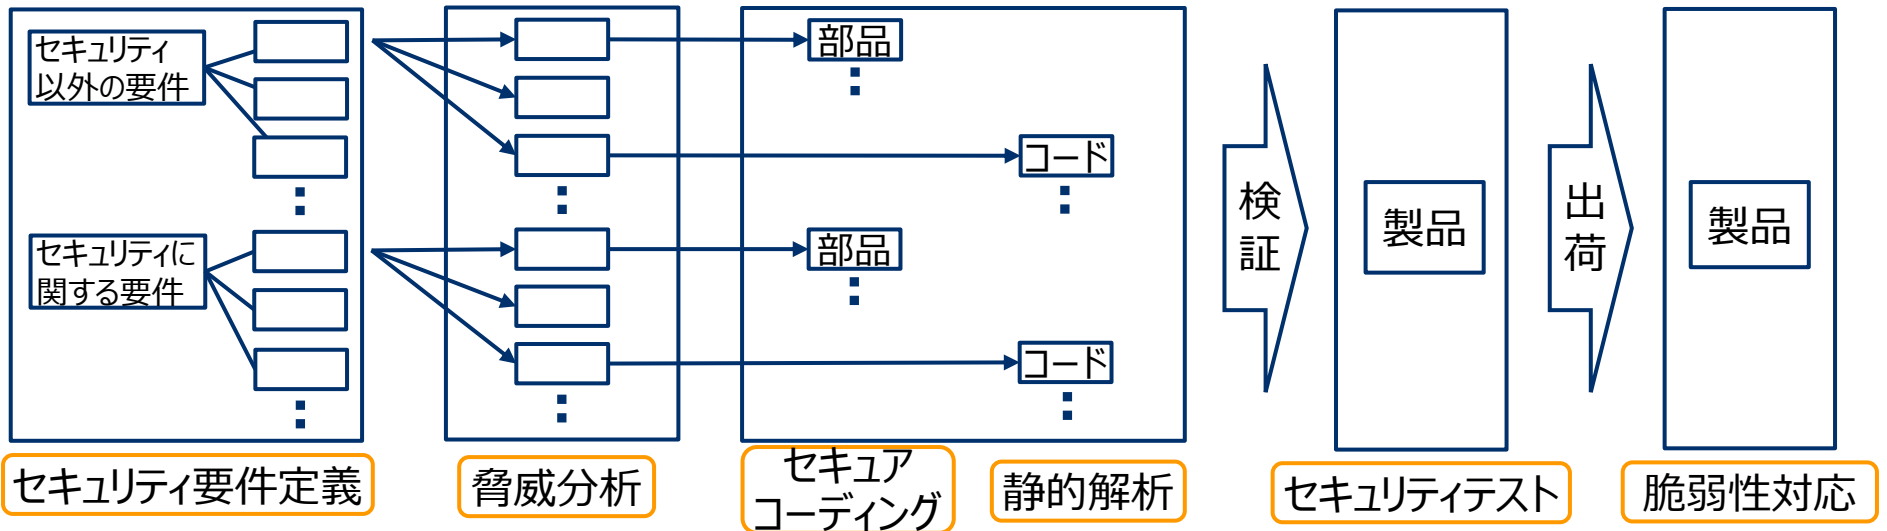 セキュリティ
以外の要件
セキュリティに
関する要件
部品
コード
部品
コード
検
証
製品
出
荷
製品
セキュリティ要件定義
脅威分析
セキュア
コーディング
静的解析
セキュリティテスト
脆弱性対応